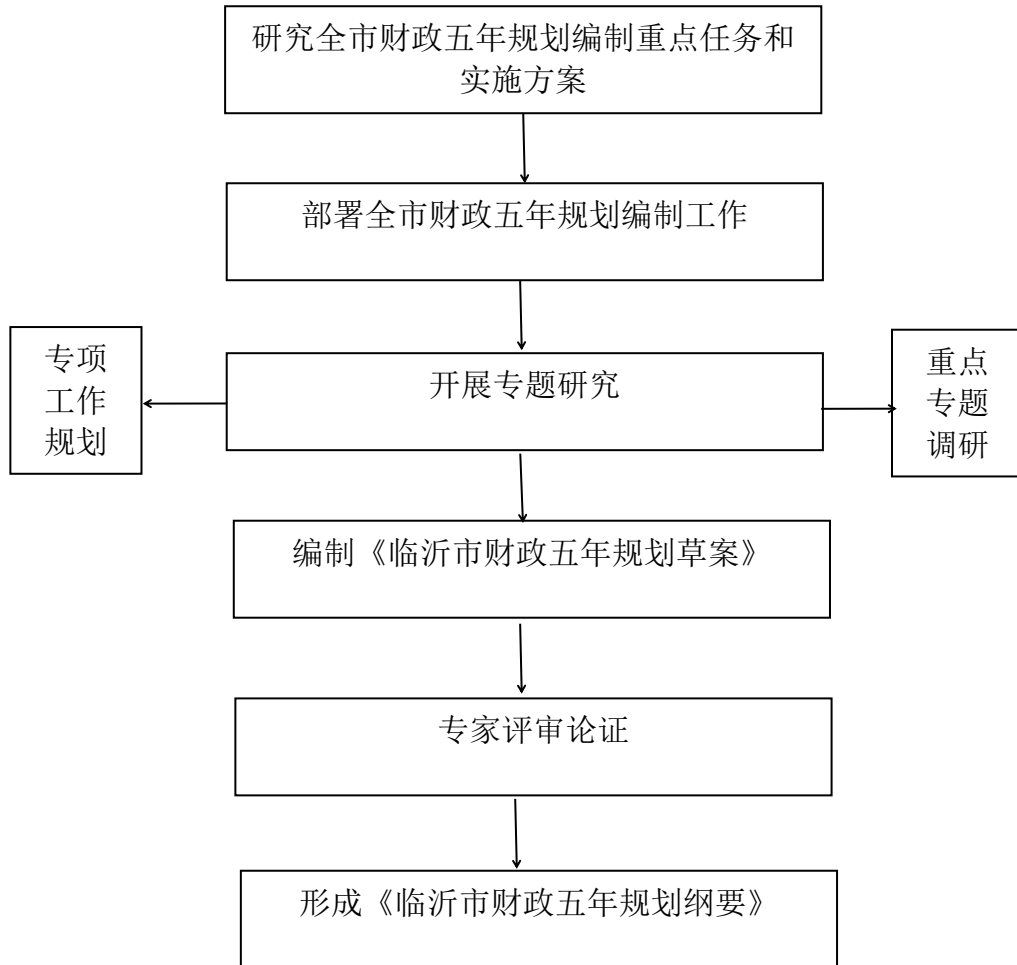 研究全市财政五年规划编制重点任务和
实施方案
部署全市财政五年规划编制工作
专项
工作
规划
开展专题研究
重点
专题
调研
编制《临沂市财政五年规划草案》
专家评审论证
形成《临沂市财政五年规划纲要》